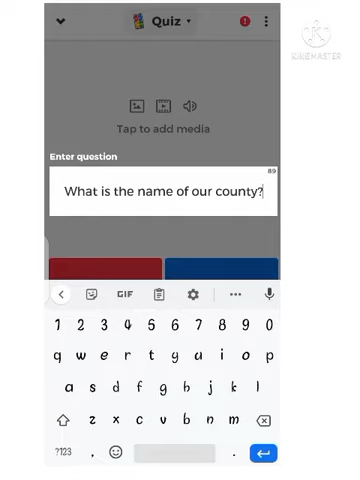 Quiz
K
KINEMASTER
Tap to add media
Enter question
89
What is the name of our county?
GIF
1 2 3 4 5 6 7 8 9 0
q w e r t y u i o p
a s d f g h j k l
z x c v b n m
?123 , .